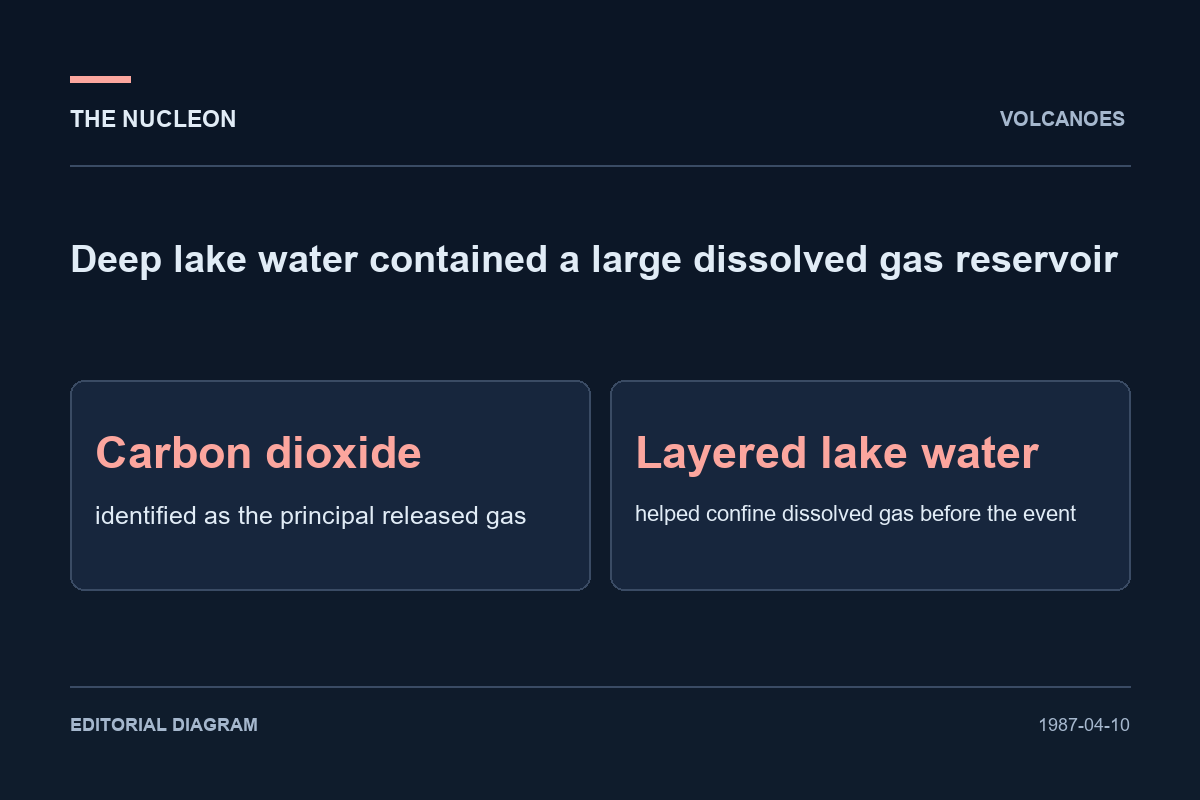 THE NUCLEON
VOLCANOES
Deep lake water contained a large dissolved gas reservoir
Carbon dioxide
identified as the principal released gas
Layered lake water
helped confine dissolved gas before the event
EDITORIAL DIAGRAM
1987-04-10